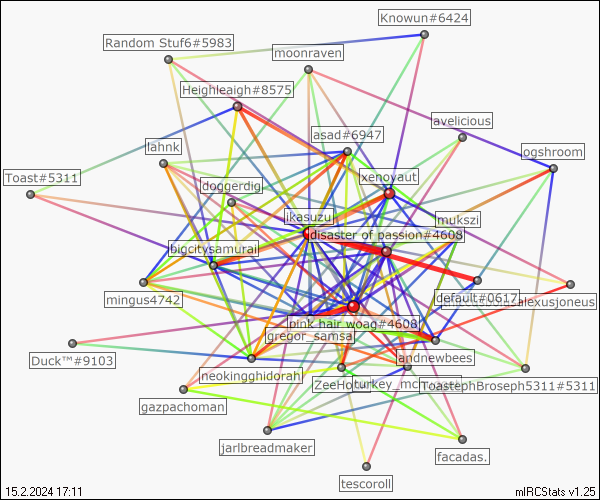 Knowun#6424
Random Stuf6#5983
moonraven
Heighleaigh#8575
avelicious
asad#6947
lahnk
ogshroom
Toast#5311
xenoyaut
doggerdig
ikasuzu
mukszi
disaster of passion#4608
bigcitysamurai
mingus4742
default#0617
alexusjoneus
pink hair woag#4608
gregor_samsa
Duck™#9103
andnewbees
neokingghidorah
ZeeHo
turkey_mc
ToastephBroseph5311#5311
gazpachoman
jarlbreadmaker
facadas.
tescoroll
15.2.2024 17:11
mIRCStats v1.25